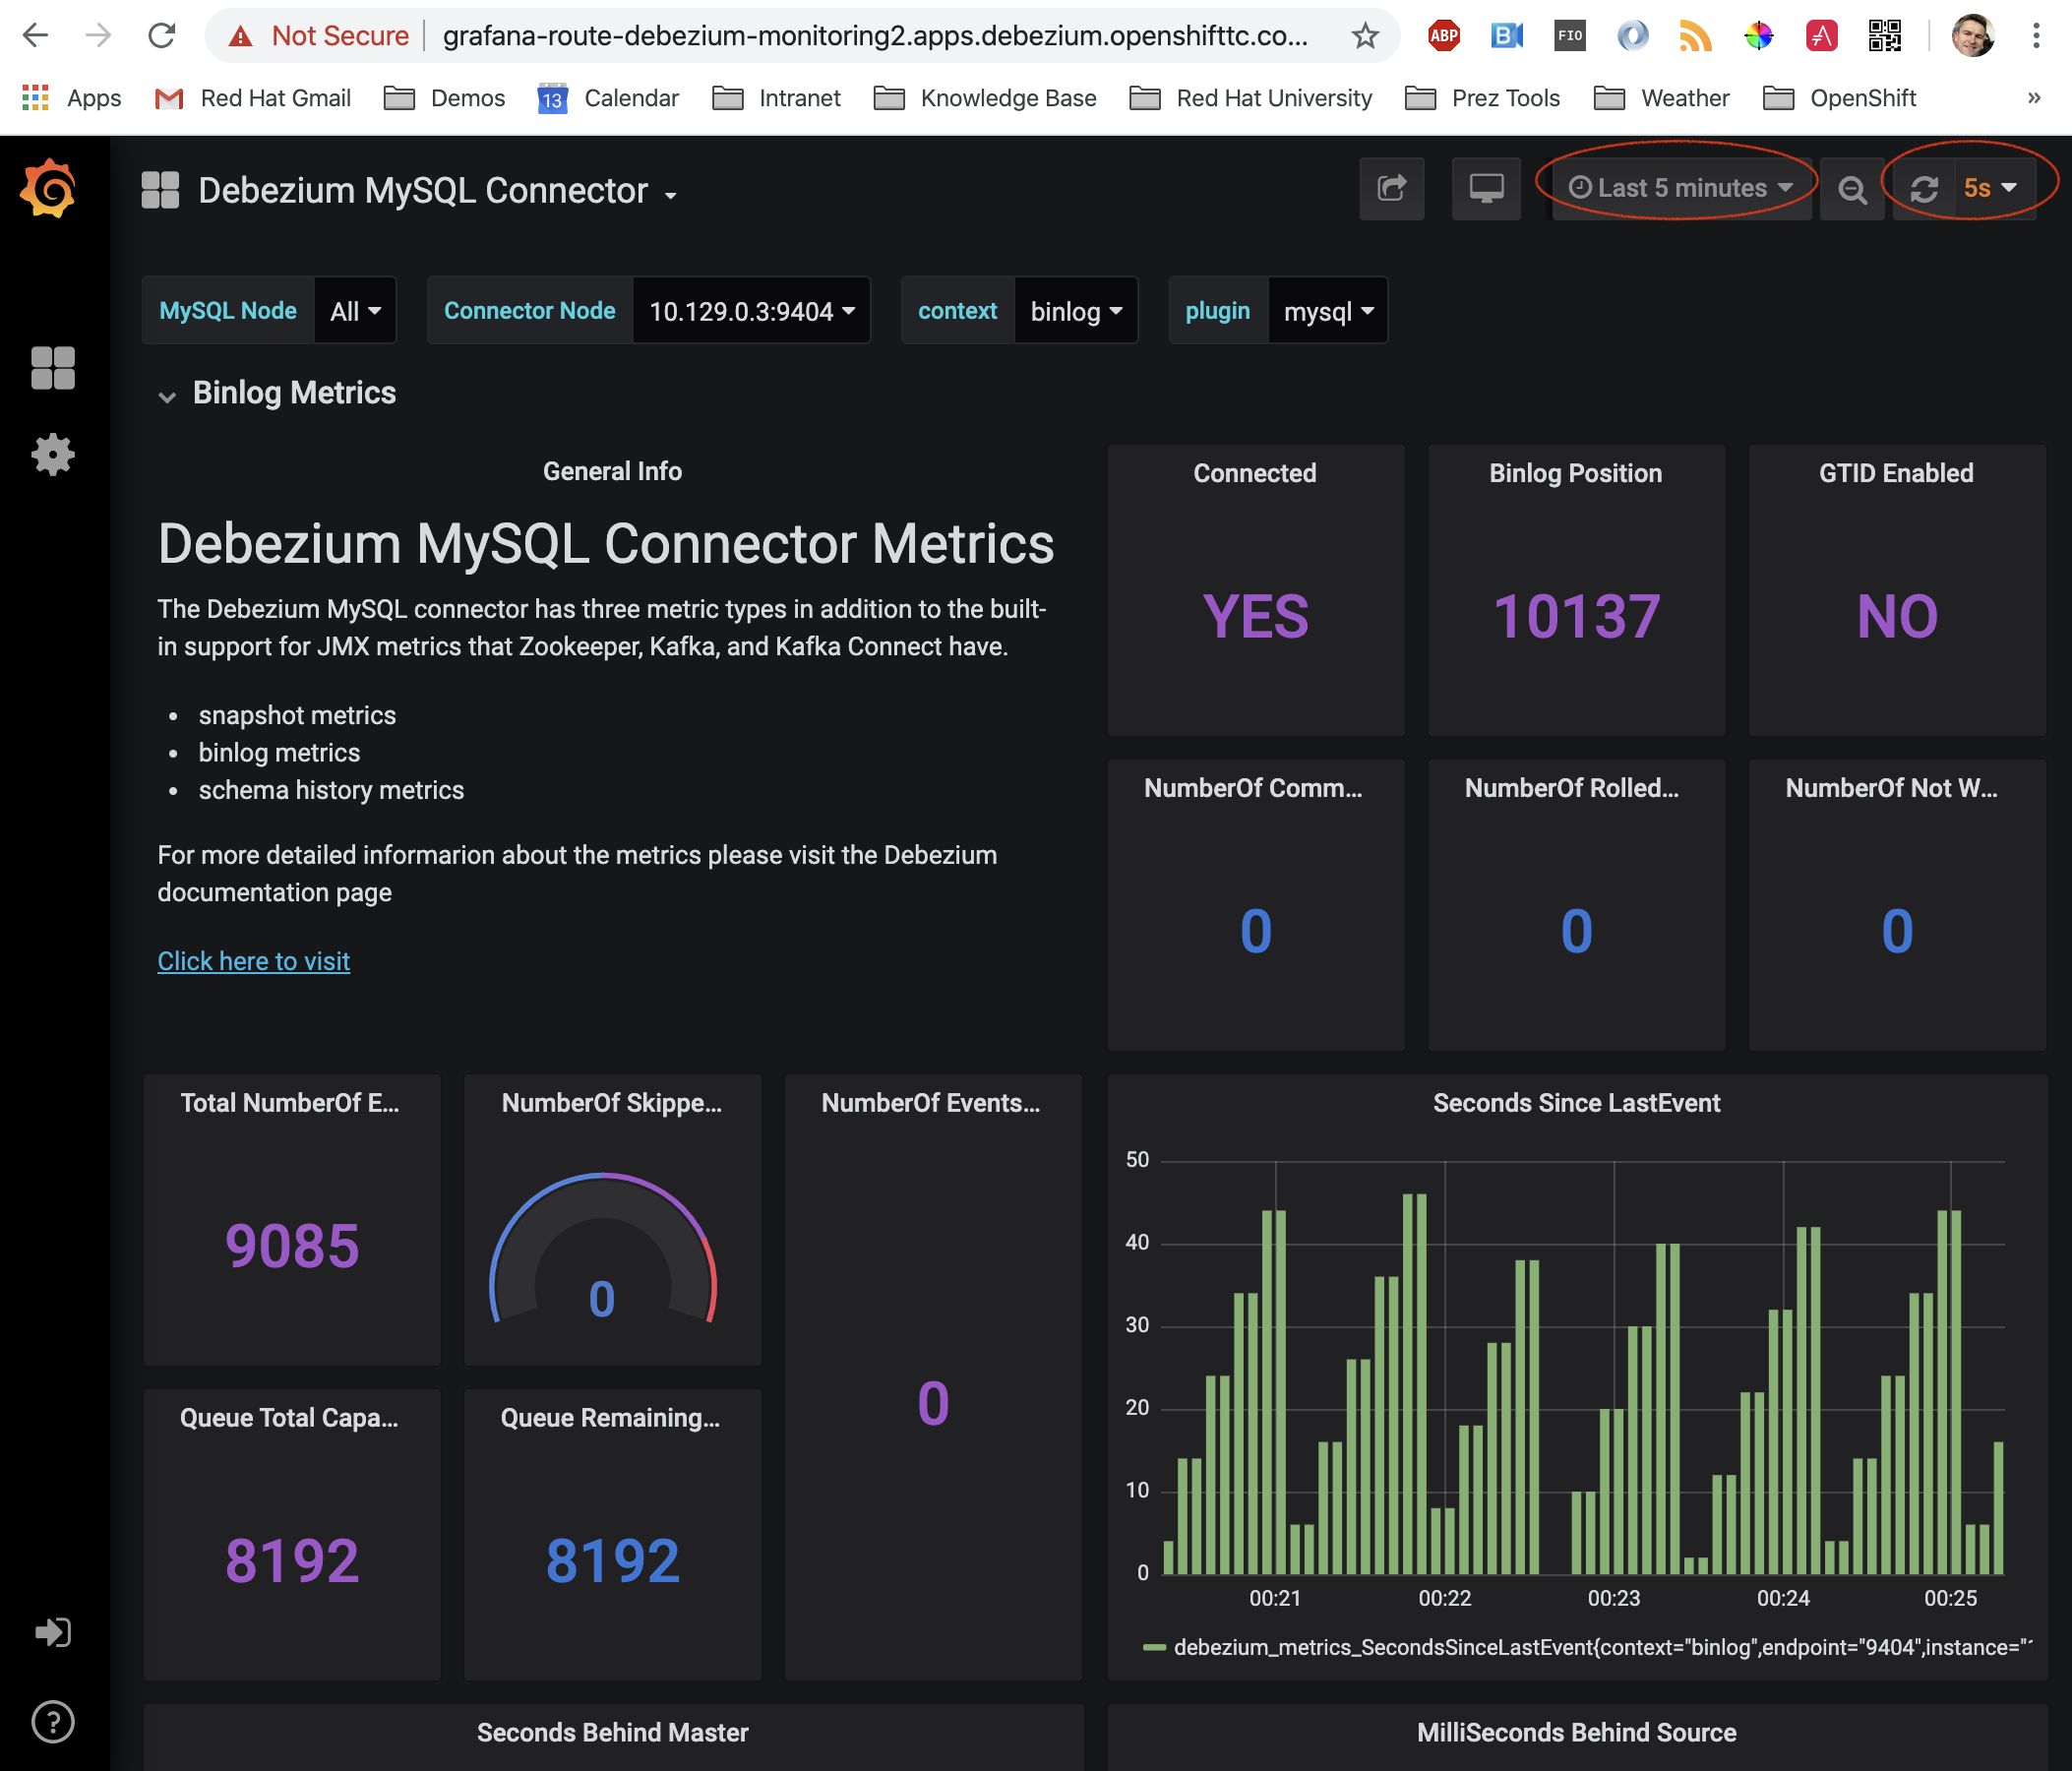 Not Secure
grafana-route-debezium-monitoring2.apps.debezium.openshifttc.co...
ABP
B
FIO
Apps
Red Hat Gmail
Demos
13
Calendar
Intranet
Knowledge Base
Red Hat University
Prez Tools
Weather
OpenShift
»
Debezium MySQL Connector
Last 5 minutes
5s
MySQL Node
All
Connector Node
10.129.0.3:9404
context
binlog
plugin
mysql
Binlog Metrics
General Info
Debezium MySQL Connector Metrics
The Debezium MySQL connector has three metric types in addition to the built-
in support for JMX metrics that Zookeeper, Kafka, and Kafka Connect have.
• snapshot metrics
• binlog metrics
• schema history metrics
For more detailed informarion about the metrics please visit the Debezium
documentation page
Click here to visit
Connected
YES
Binlog Position
10137
GTID Enabled
NO
NumberOf Comm...
0
NumberOf Rolled...
0
NumberOf Not W...
0
Total NumberOf E...
9085
NumberOf Skippe...
0
NumberOf Events...
0
Queue Total Capa...
8192
Queue Remaining...
8192
Seconds Since LastEvent
50
40
30
20
10
0
00:21
00:22
00:23
00:24
00:25
debezium_metrics_SecondsSinceLastEvent{context="binlog",endpoint="9404",instance="
?
Seconds Behind Master
MilliSeconds Behind Source